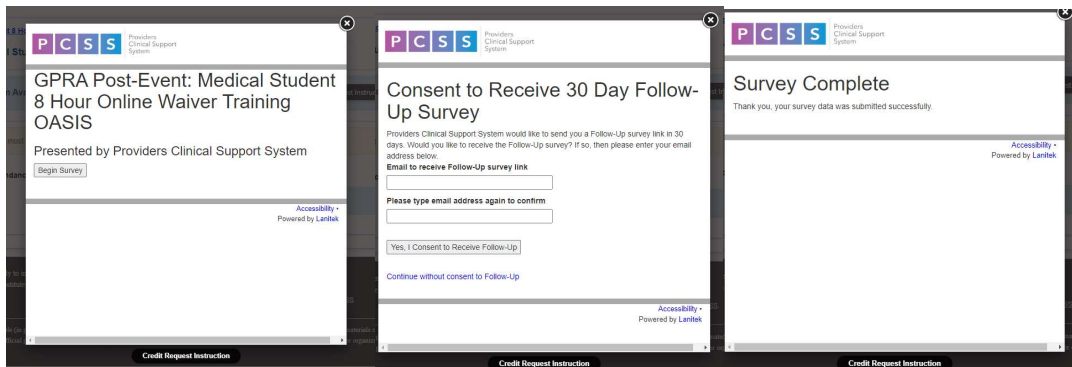 P C S S Providers
Clinical Support
System
GPRA Post-Event: Medical Student
8 Hour Online Waiver Training
OASIS
Presented by Providers Clinical Support System
Begin Survey
Accessibility •
Powered by Lanitek
Credit Request Instruction
P C S S Providers
Clinical Support
System
Consent to Receive 30 Day Follow-
Up Survey
Providers Clinical Support System would like to send you a Follow-Up survey link in 30
days. Would you like to receive the Follow-Up survey? If so, then please enter your email
address below.
Email to receive Follow-Up survey link
Please type email address again to confirm
Yes, I Consent to Receive Follow-Up
Continue without consent to Follow-Up
Accessibility •
Powered by Lanitek
Credit Request Instruction
P C S S Providers
Clinical Support
System
Survey Complete
Thank you, your survey data was submitted successfully.
Accessibility •
Powered by Lanitek
Credit Request Instruction